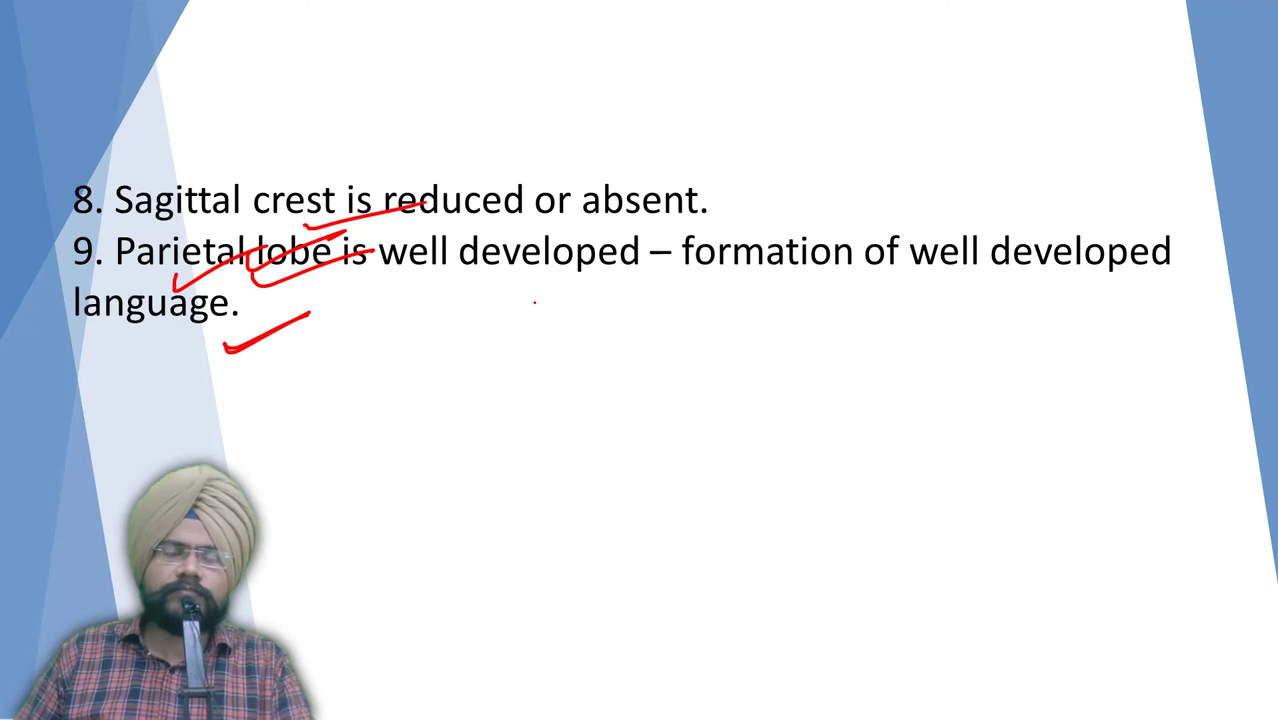 8. Sagittal crest is reduced or absent.
9. Parietal lobe is well developed – formation of well developed
language.